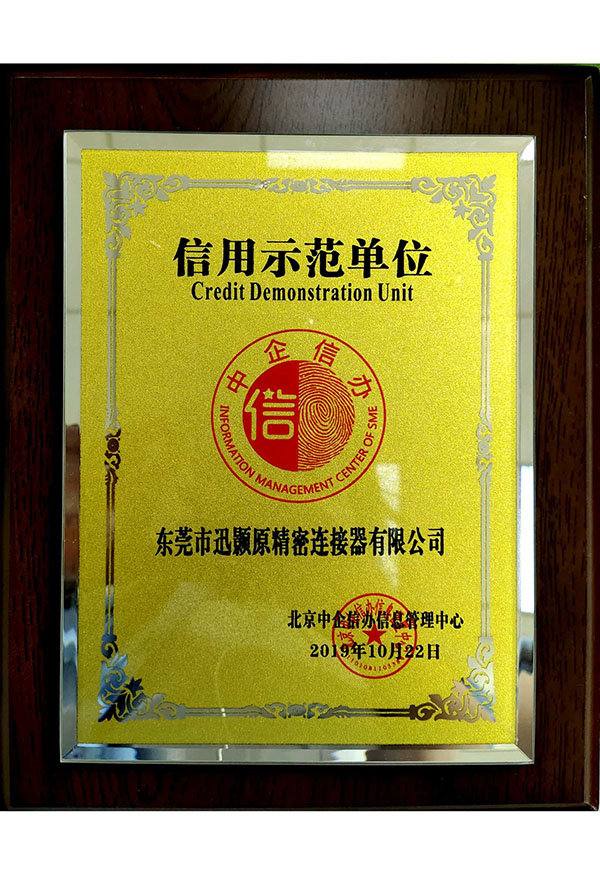 信用示范单位
Credit Demonstration Unit
中企信办
信
INFORMATION MANAGEMENT CENTER OF SME
东莞市迅颢原精密连接器有限公司
北京中企信办信息管理中心
2019年10月22日